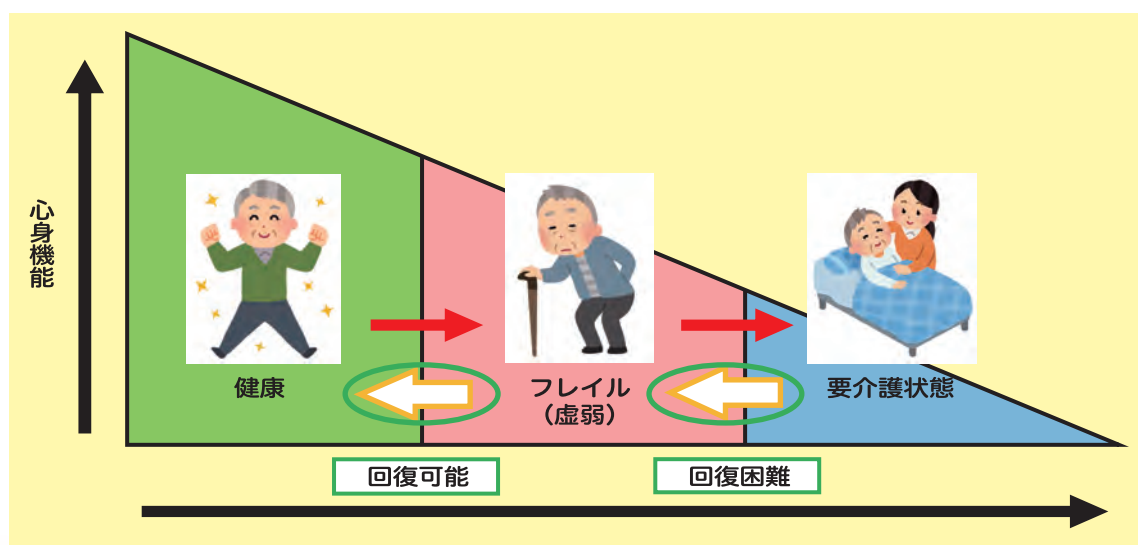 心身機能
健康
フレイル
（虚弱）
要介護状態
回復可能
回復困難